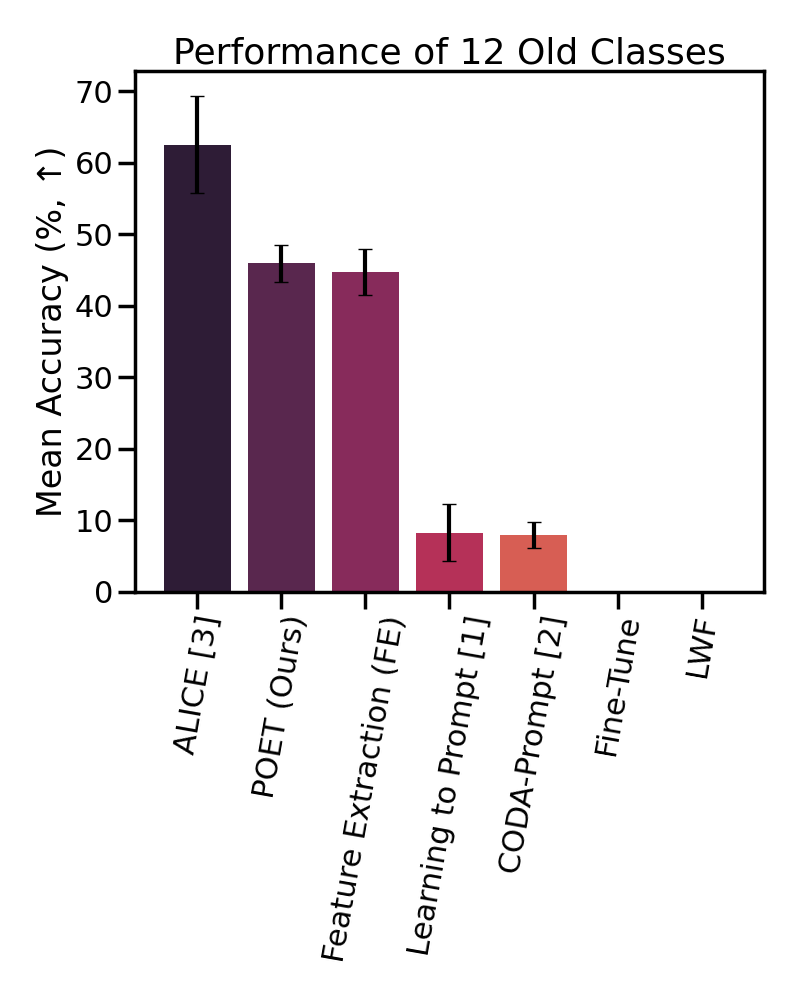 Performance of 12 Old Classes
Mean Accuracy (%, ↑)
70
60
50
40
30
20
10
0
ALICE [3]
POET (Ours)
Feature Extraction (FE)
Learning to Prompt [1]
CODA-Prompt [2]
Fine-Tune
LWF